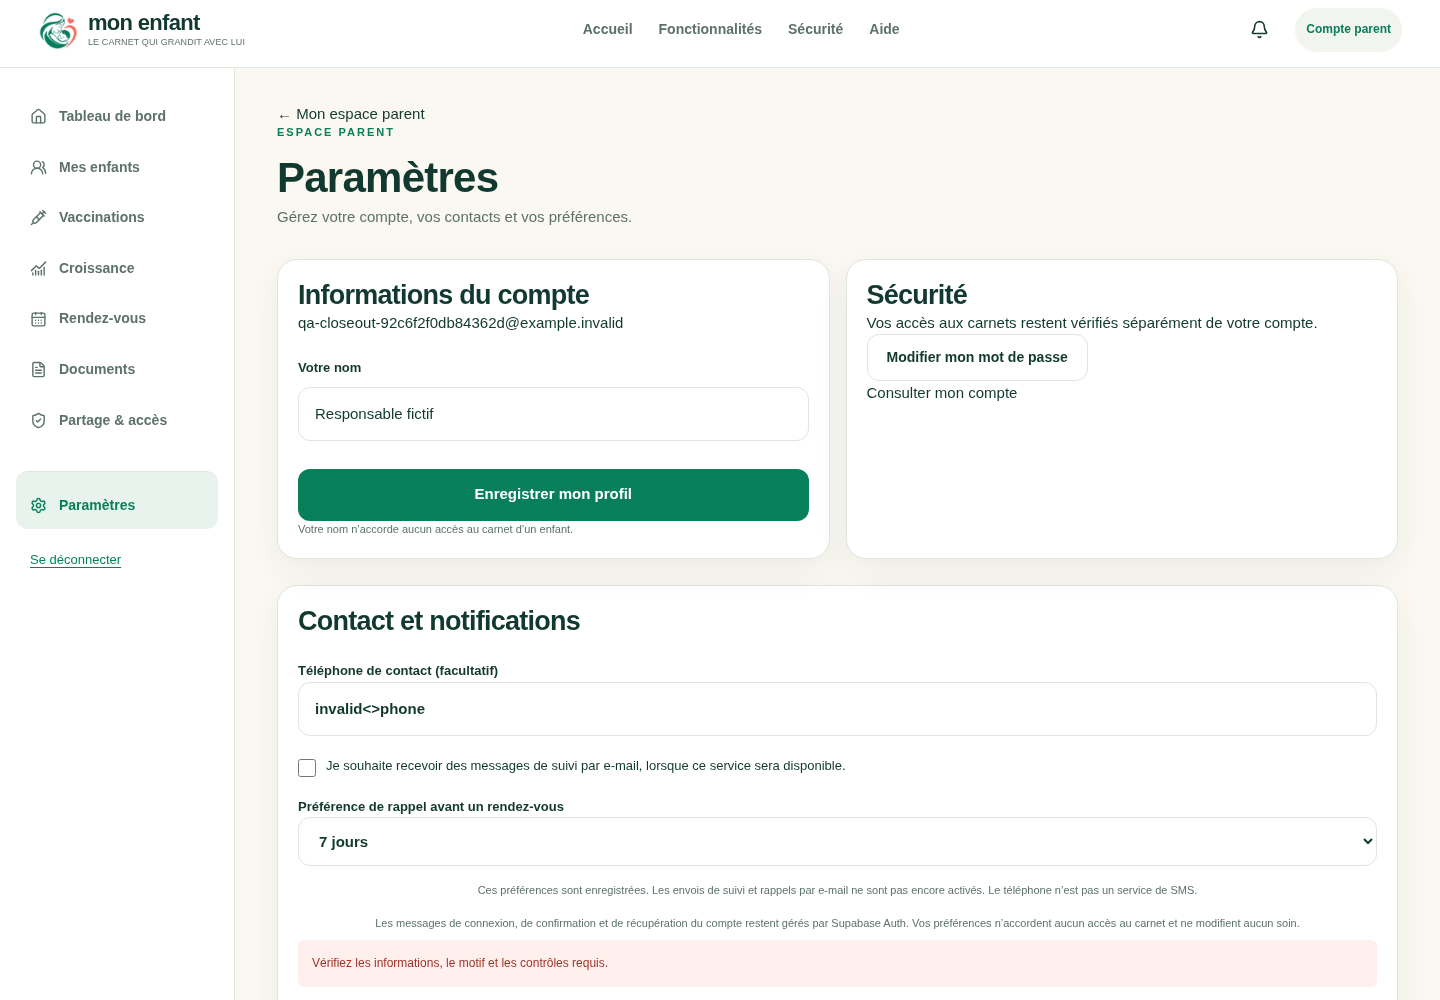 mon enfant
LE CARNET QUI GRANDIT AVEC LUI
Accueil
Fonctionnalités
Sécurité
Aide
Compte parent
Tableau de bord
Mes enfants
Vaccinations
Croissance
Rendez-vous
Documents
Partage & accès
Paramètres
Se déconnecter
← Mon espace parent
ESPACE PARENT
Paramètres
Gérez votre compte, vos contacts et vos préférences.
Informations du compte
qa-closeout-92c6f2f0db84362d@example.invalid
Votre nom
Responsable fictif
Enregistrer mon profil
Votre nom n’accorde aucun accès au carnet d’un enfant.
Sécurité
Vos accès aux carnets restent vérifiés séparément de votre compte.
Modifier mon mot de passe
Consulter mon compte
Contact et notifications
Téléphone de contact (facultatif)
invalid<>phone
Je souhaite recevoir des messages de suivi par e-mail, lorsque ce service sera disponible.
Préférence de rappel avant un rendez-vous
7 jours
Ces préférences sont enregistrées. Les envois de suivi et rappels par e-mail ne sont pas encore activés. Le téléphone n’est pas un service de SMS.
Les messages de connexion, de confirmation et de récupération du compte restent gérés par Supabase Auth. Vos préférences n’accordent aucun accès au carnet et ne modifient aucun soin.
Vérifiez les informations, le motif et les contrôles requis.